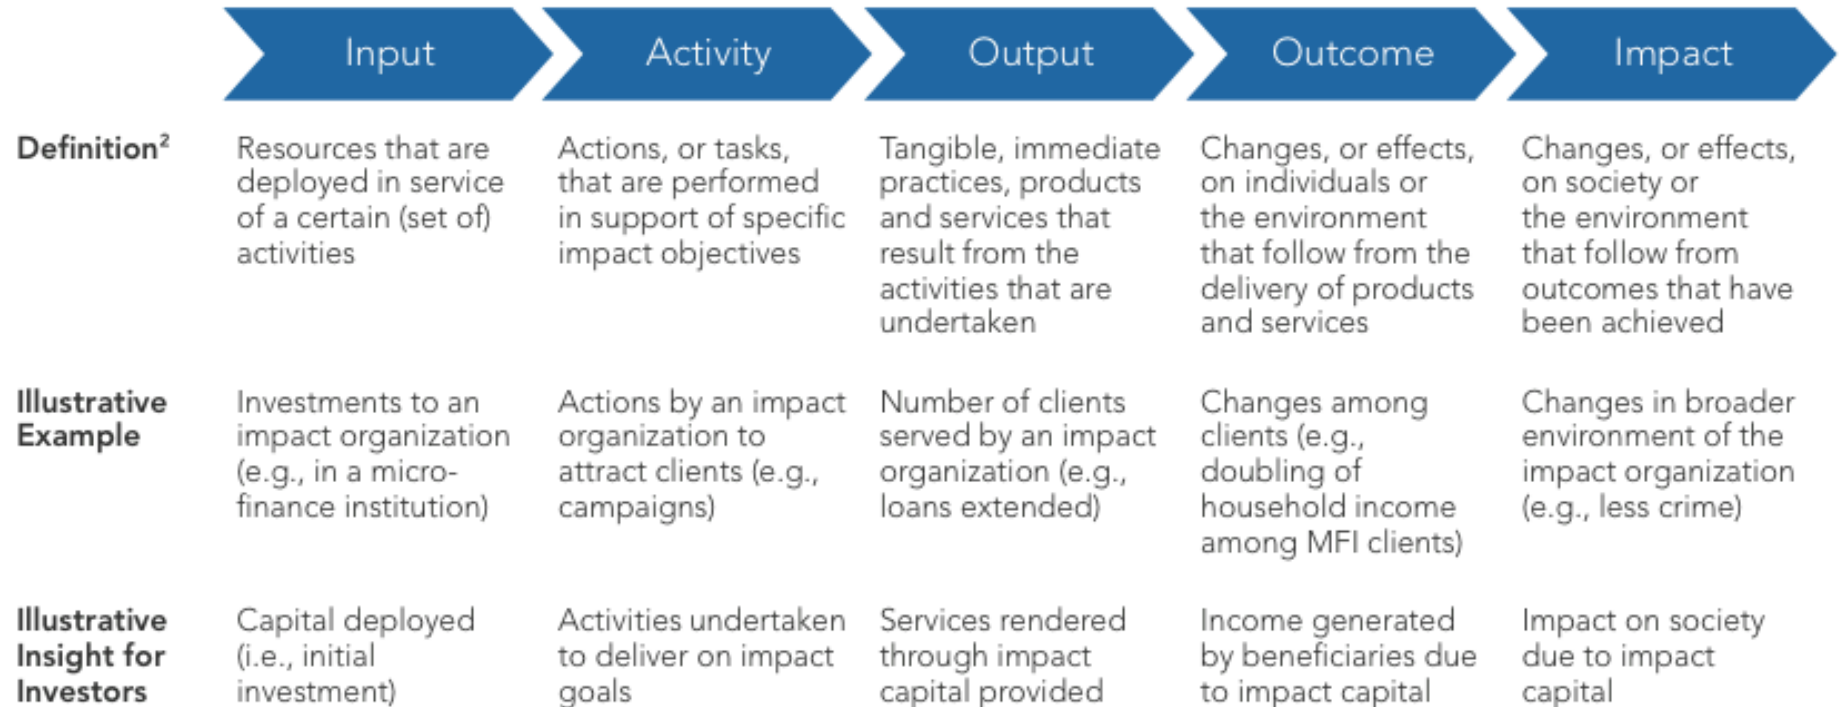 Input
Activity
Output
Outcome
Impact
Definition²
Resources that are
deployed in service
of a certain (set of)
activities
Actions, or tasks,
that are performed
in support of specific
impact objectives
Tangible, immediate
practices, products
and services that
result from the
activities that are
undertaken
Changes, or effects,
on individuals or
the environment
that follow from the
delivery of products
and services
Changes, or effects,
on society or
the environment
that follow from
outcomes that have
been achieved
Illustrative
Example
Investments to an
impact organization
(e.g., in a micro-
finance institution)
Actions by an impact
organization to
attract clients (e.g.,
campaigns)
Number of clients
served by an impact
organization (e.g.,
loans extended)
Changes among
clients (e.g.,
doubling of
household income
among MFI clients)
Changes in broader
environment of the
impact organization
(e.g., less crime)
Illustrative
Insight for
Investors
Capital deployed
(i.e., initial
investment)
Activities undertaken
to deliver on impact
goals
Services rendered
through impact
capital provided
Income generated
by beneficiaries due
to impact capital
Impact on society
due to impact
capital